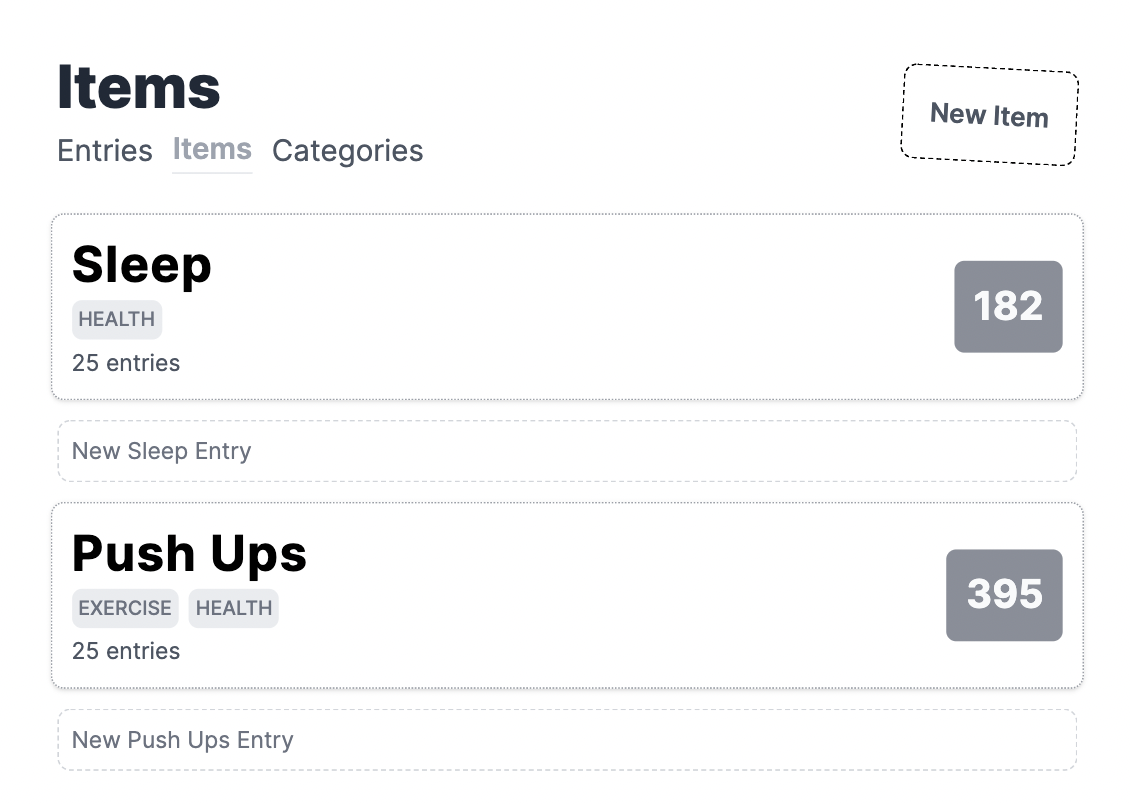 Items
New Item
Entries Items Categories
Sleep
HEALTH
25 entries
182
New Sleep Entry
Push Ups
EXERCISE HEALTH
25 entries
395
New Push Ups Entry